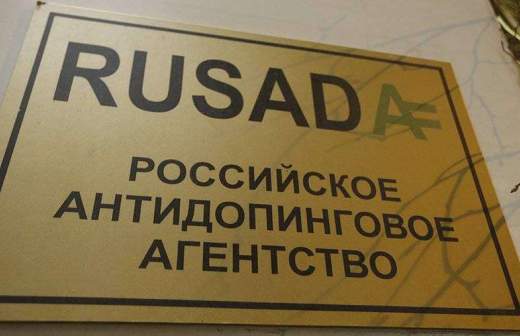 RUSADA
РОССИЙСКОЕ
АНТИДОПИНГОВОЕ
АГЕНТСТВО